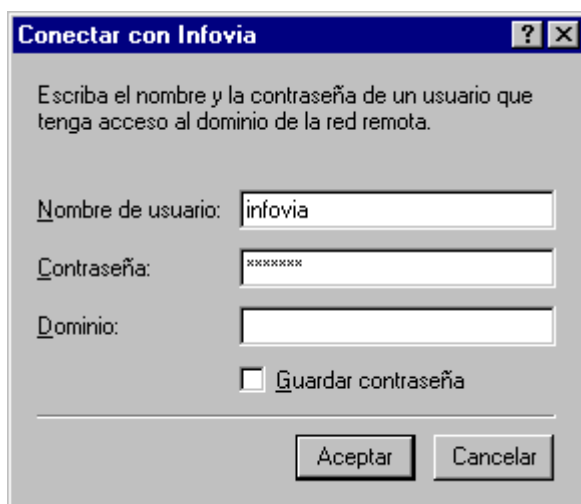 Conectar con Infovia
Escriba el nombre y la contraseña de un usuario que
tenga acceso al dominio de la red remota.
Nombre de usuario: infovia
Contraseña: *******
Dominio:
Guardar contraseña
Aceptar Cancelar